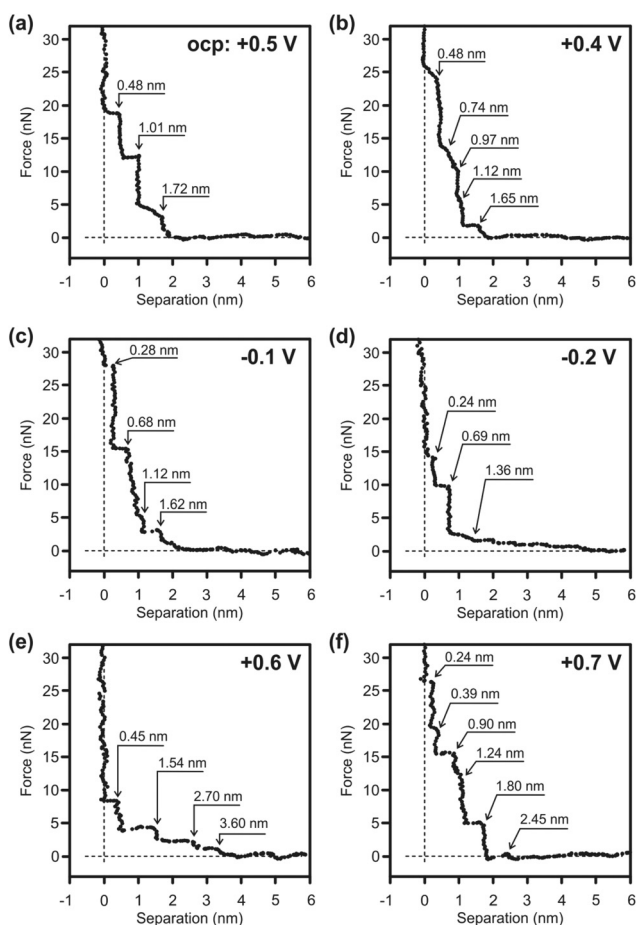 (a)
ocp: +0.5 V
30
25
20
15
10
5
0
Force (nN)
0.48 nm
1.01 nm
1.72 nm
-1 0 1 2 3 4 5 6
Separation (nm)
(b)
+0.4 V
30
25
20
15
10
5
0
Force (nN)
0.48 nm
0.74 nm
0.97 nm
1.12 nm
1.65 nm
-1 0 1 2 3 4 5 6
Separation (nm)
(c)
-0.1 V
30
25
20
15
10
5
0
Force (nN)
0.28 nm
0.68 nm
1.12 nm
1.62 nm
-1 0 1 2 3 4 5 6
Separation (nm)
(d)
-0.2 V
30
25
20
15
10
5
0
Force (nN)
0.24 nm
0.69 nm
1.36 nm
-1 0 1 2 3 4 5 6
Separation (nm)
(e)
+0.6 V
30
25
20
15
10
5
0
Force (nN)
0.45 nm
1.54 nm
2.70 nm
3.60 nm
-1 0 1 2 3 4 5 6
Separation (nm)
(f)
+0.7 V
30
25
20
15
10
5
0
Force (nN)
0.24 nm
0.39 nm
0.90 nm
1.24 nm
1.80 nm
2.45 nm
-1 0 1 2 3 4 5 6
Separation (nm)